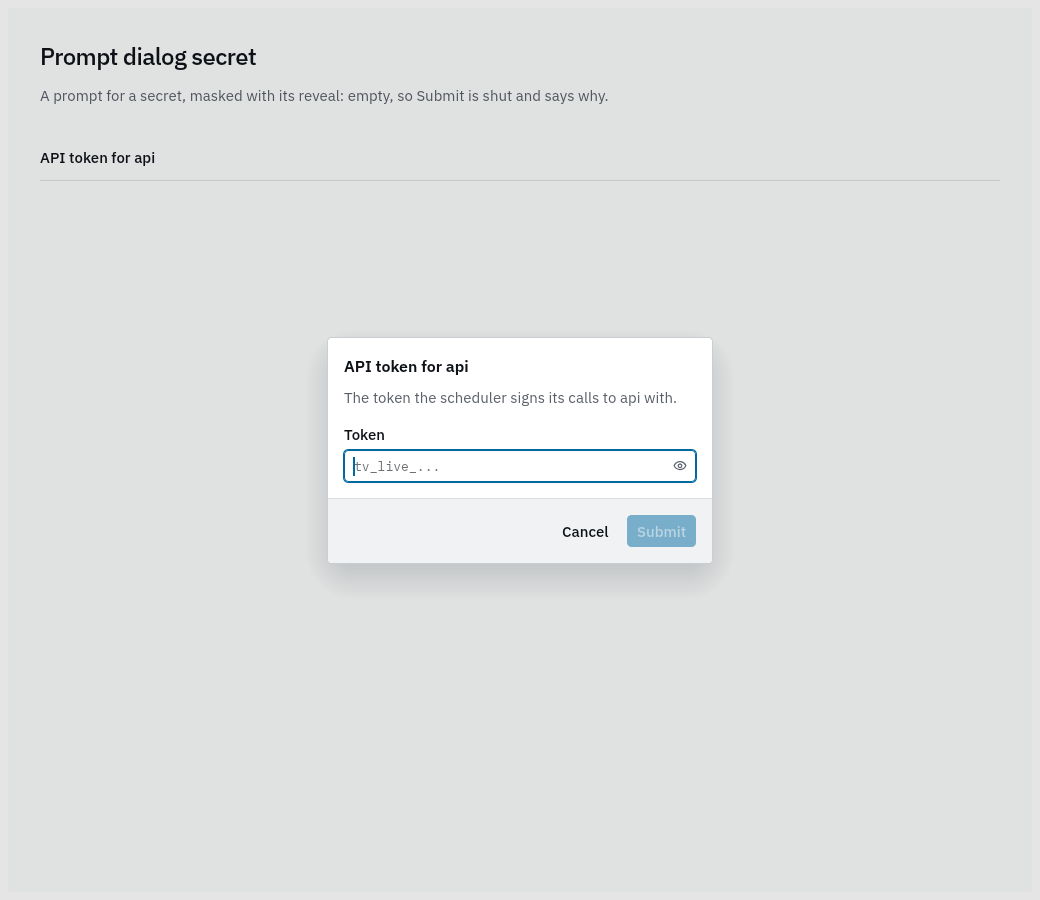 Prompt dialog secret
A prompt for a secret, masked with its reveal: empty, so Submit is shut and says why.
API token for api
API token for api
The token the scheduler signs its calls to api with.
Token
tv_live_...
Cancel
Submit